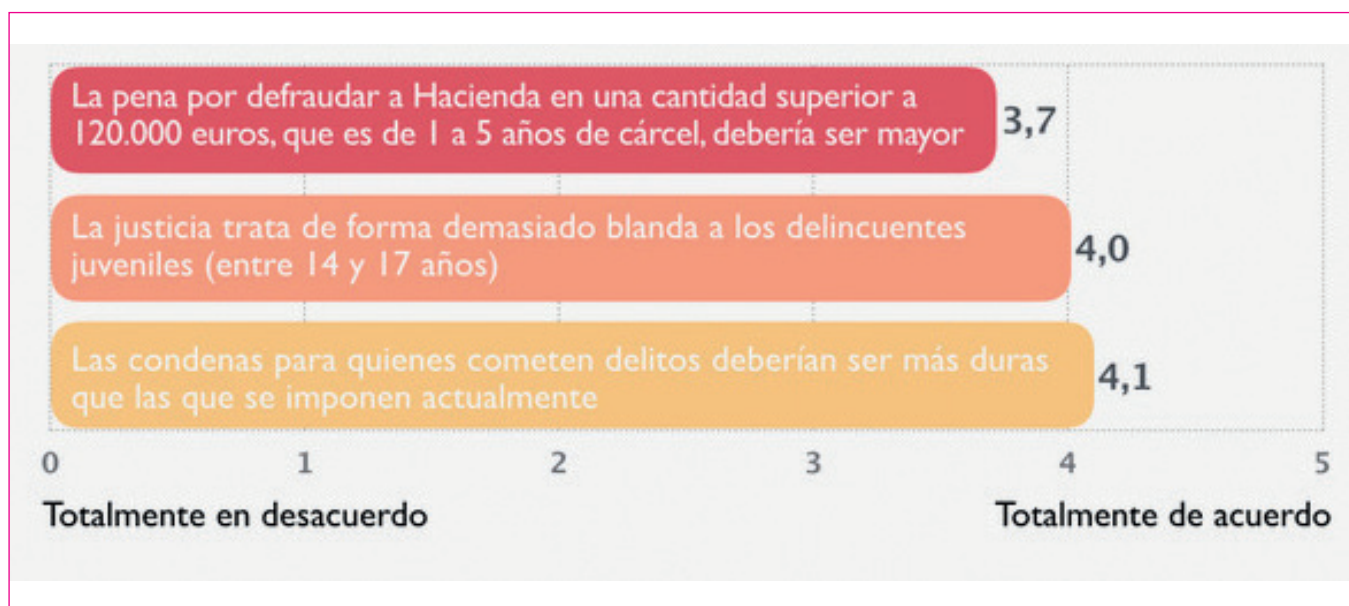 La pena por defraudar a Hacienda en una cantidad superior a
120.000 euros, que es de 1 a 5 años de cárcel, debería ser mayor
3,7
La justicia trata de forma demasiado blanda a los delincuentes
juveniles (entre 14 y 17 años)
4,0
Las condenas para quienes cometen delitos deberían ser más duras
que las que se imponen actualmente
4,1
0 1 2 3 4 5
Totalmente en desacuerdo Totalmente de acuerdo